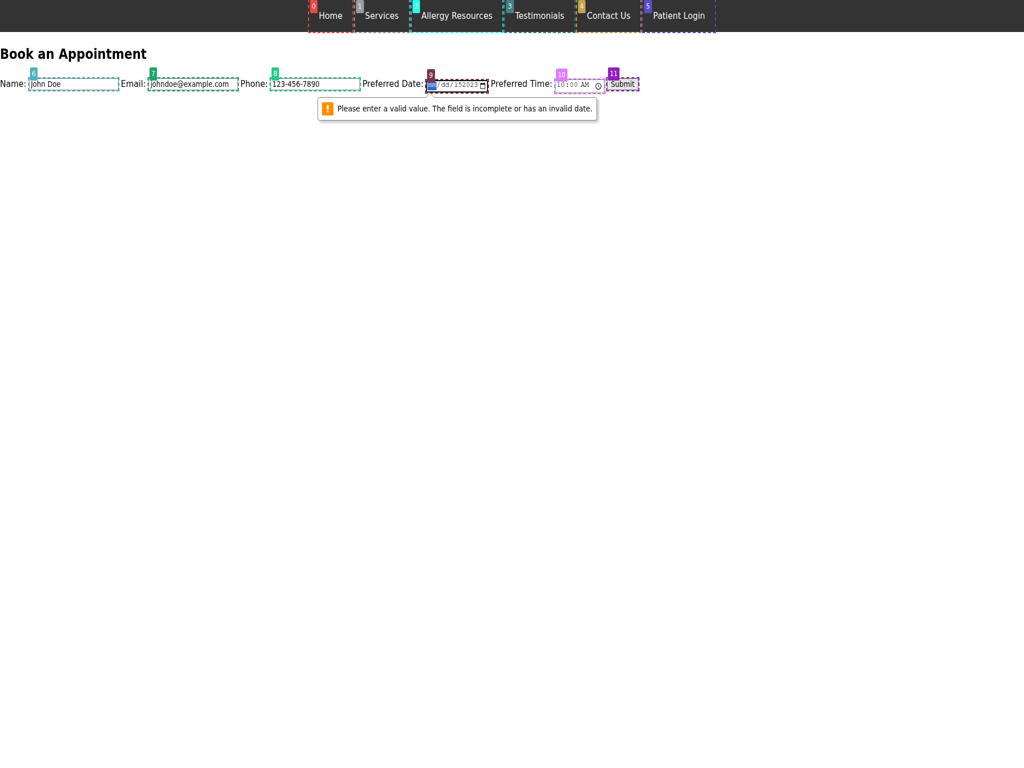 0 Home 1 Services 2 Allergy Resources 3 Testimonials 4 Contact Us 5 Patient Login
Book an Appointment
6 7 8 9 10 11
Name: John Doe Email: johndoe@example.com Phone: 123-456-7890 Preferred Date: /dd/152023 Preferred Time: 10:00 AM Submit
Please enter a valid value. The field is incomplete or has an invalid date.